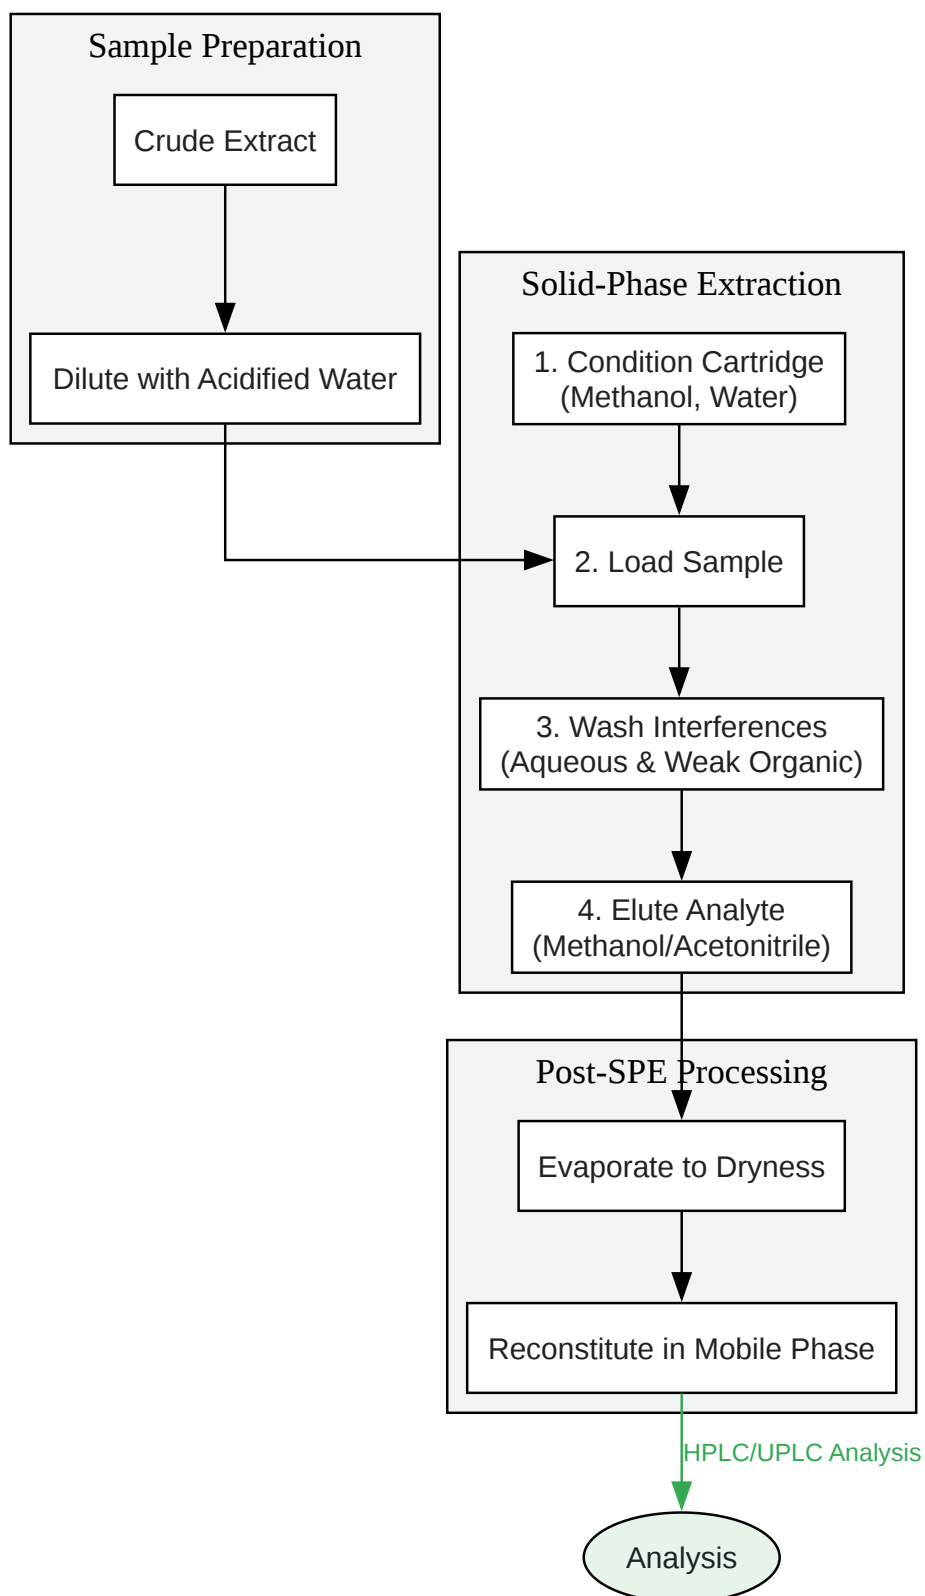 Sample Preparation
Crude Extract
Dilute with Acidified Water
Solid-Phase Extraction
1. Condition Cartridge
(Methanol, Water)
2. Load Sample
3. Wash Interferences
(Aqueous & Weak Organic)
4. Elute Analyte
(Methanol/Acetonitrile)
Post-SPE Processing
Evaporate to Dryness
Reconstitute in Mobile Phase
HPLC/UPLC Analysis
Analysis